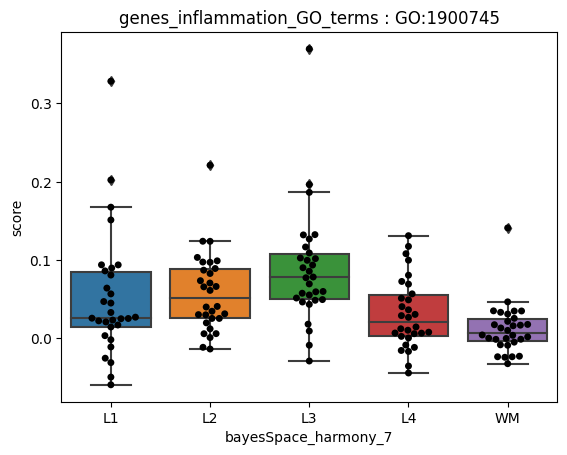 genes_inflammation_GO_terms : GO:1900745
score
0.3
0.2
0.1
0.0
L1 L2 L3 L4 WM
bayesSpace_harmony_7